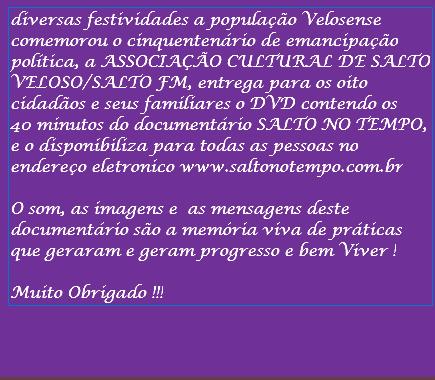 diversas festividades a população Velosense
comemorou o cinquentenário de emancipação
política, a ASSOCIAÇÃO CULTURAL DE SALTO
VELOSO/SALTO FM, entrega para os oito
cidadãos e seus familiares o DVD contendo os
40 minutos do documentário SALTO NO TEMPO,
e o disponibiliza para todas as pessoas no
endereço eletronico www.saltonotempo.com.br
O som, as imagens e  as mensagens deste
documentário são a memória viva de práticas
que geraram e geram progresso e bem Viver !
Muito Obrigado !!!